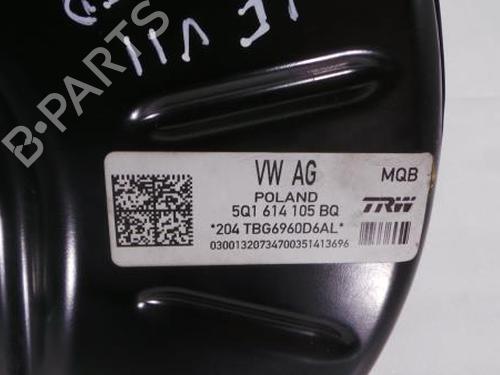 B-PARTS
VW AG
MQB
POLAND
5Q1 614 105 BQ
TRW
*204 TBG6960D6AL*
03001320734700351413696